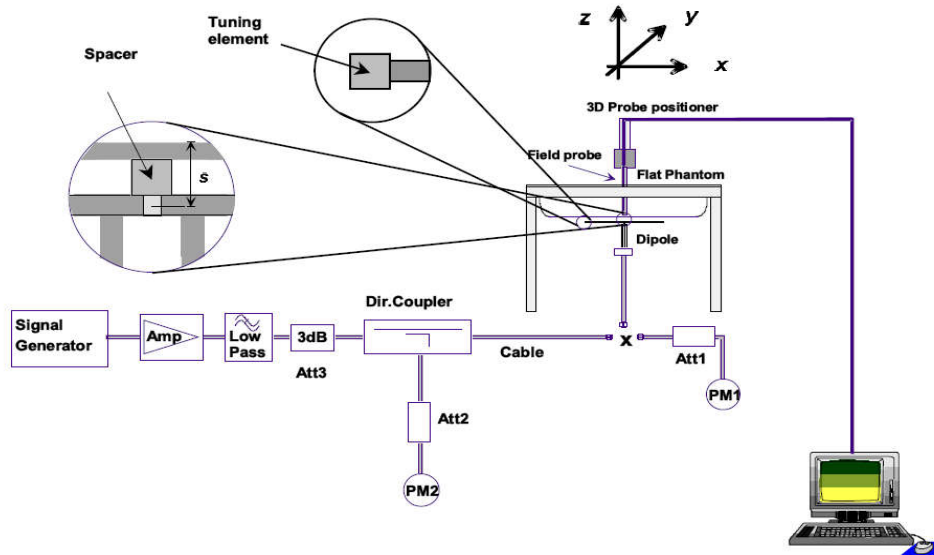 Tuning
element
Spacer
s
z
y
x
3D Probe positioner
Field probe
Flat Phantom
Dipole
Signal
Generator
Amp
Low
Pass
3dB
Att3
Dir.Coupler
Cable
x
Att1
PM1
Att2
PM2